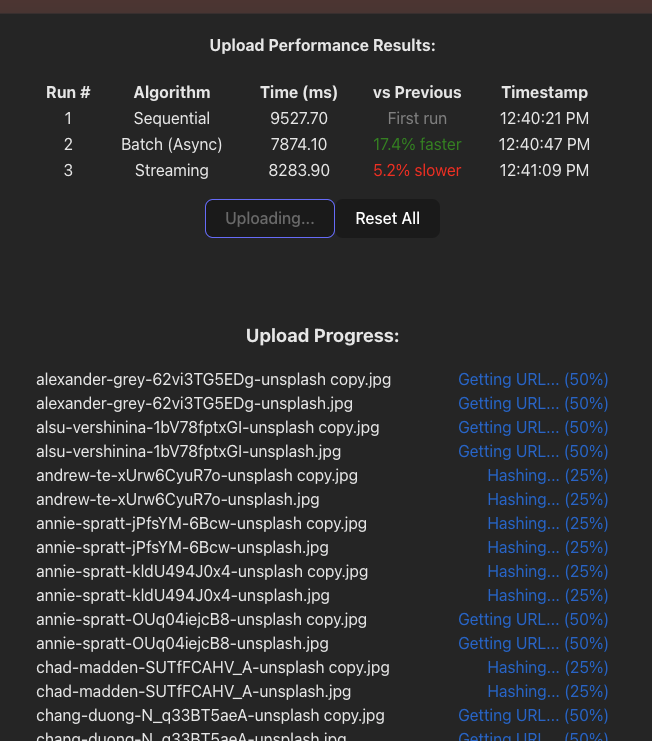 Upload Performance Results:
Run # Algorithm Time (ms) vs Previous Timestamp
1 Sequential 9527.70 First run 12:40:21 PM
2 Batch (Async) 7874.10 17.4% faster 12:40:47 PM
3 Streaming 8283.90 5.2% slower 12:41:09 PM
Uploading... Reset All
Upload Progress:
alexander-grey-62vi3TG5EDg-unsplash copy.jpg Getting URL... (50%)
alexander-grey-62vi3TG5EDg-unsplash.jpg Getting URL... (50%)
alsu-vershinina-1bV78fptxGI-unsplash copy.jpg Getting URL... (50%)
alsu-vershinina-1bV78fptxGI-unsplash.jpg Getting URL... (50%)
andrew-te-xUrw6CyuR7o-unsplash copy.jpg Hashing... (25%)
andrew-te-xUrw6CyuR7o-unsplash.jpg Hashing... (25%)
annie-spratt-jPfsYM-6Bcw-unsplash copy.jpg Hashing... (25%)
annie-spratt-jPfsYM-6Bcw-unsplash.jpg Hashing... (25%)
annie-spratt-kldU494J0x4-unsplash copy.jpg Hashing... (25%)
annie-spratt-kldU494J0x4-unsplash.jpg Hashing... (25%)
annie-spratt-OUq04iejcB8-unsplash copy.jpg Getting URL... (50%)
annie-spratt-OUq04iejcB8-unsplash.jpg Getting URL... (50%)
chad-madden-SUTfFCAHV_A-unsplash copy.jpg Hashing... (25%)
chad-madden-SUTfFCAHV_A-unsplash.jpg Hashing... (25%)
chang-duong-N_q33BT5aeA-unsplash copy.jpg Getting URL... (50%)
chang-duong-N_q33BT5aeA-unsplash.jpg Getting URL... (50%)